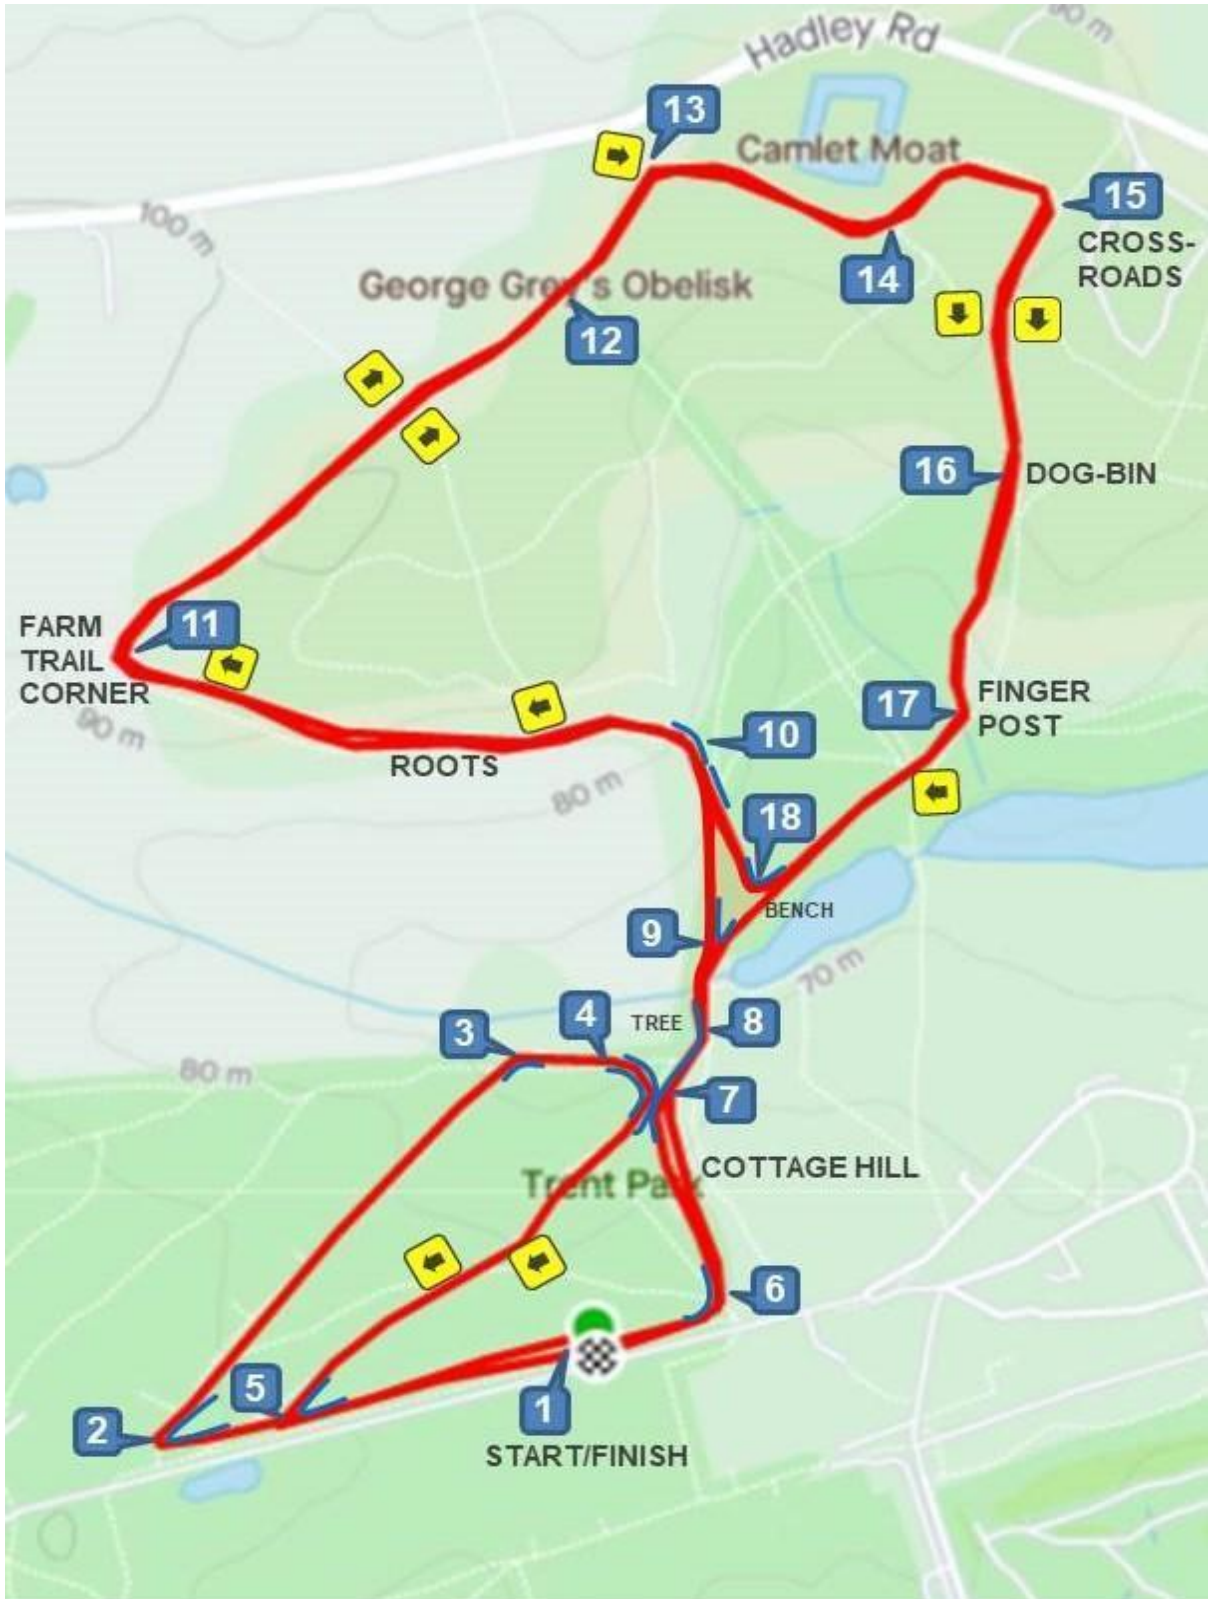 Hadley Rd
90 m
13
Camlet Moat
15
CROSS-
ROADS
100 m
14
George Grey's Obelisk
12
16
DOG-BIN
11
FARM
TRAIL
CORNER
90 m
17
FINGER
POST
10
ROOTS
80 m
18
BENCH
9
70 m
4
3
TREE
8
80 m
7
COTTAGE HILL
Trent Park
6
5
1
2
START/FINISH